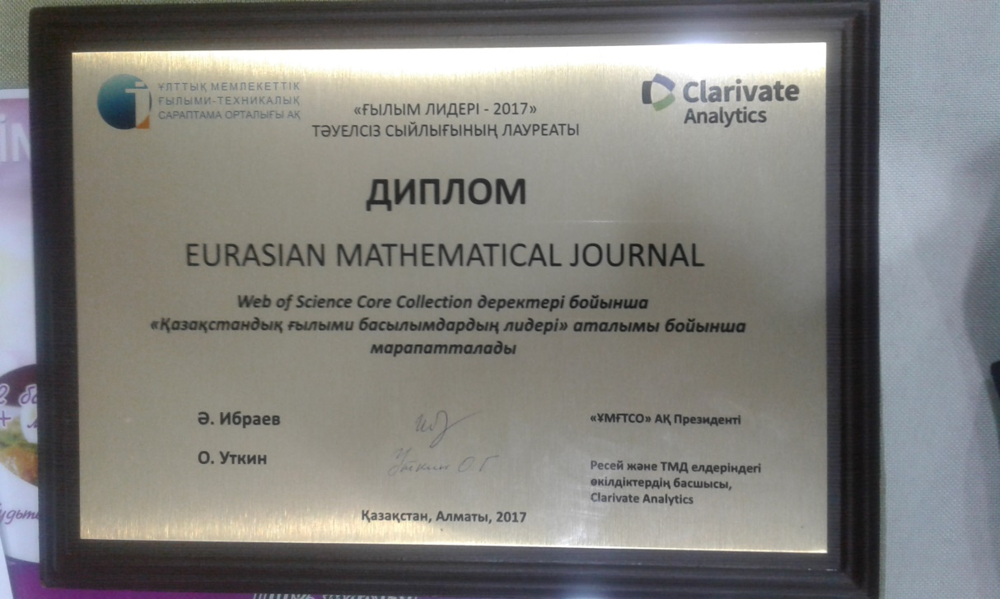 ҰЛТТЫҚ МЕМЛЕКЕТТІК
ҒЫЛЫМИ-ТЕХНИКАЛЫҚ
САРАПТАМА ОРТАЛЫҒЫ АҚ
Clarivate
Analytics
«ҒЫЛЫМ ЛИДЕРІ - 2017»
ТӘУЕЛСІЗ СЫЙЛЫҒЫНЫҢ ЛАУРЕАТЫ
ДИПЛОМ
EURASIAN MATHEMATICAL JOURNAL
Web of Science Core Collection деректері бойынша
«Қазақстандық ғылыми басылымдардың лидері» аталымы бойынша
марапатталады
Ә. Ибраев
«ҰМҒТСО» АҚ Президенті
О. Уткин
Уткин О.Г
Ресей және ТМД елдеріндегі
өкілдіктердің басшысы,
Clarivate Analytics
Қазақстан, Алматы, 2017